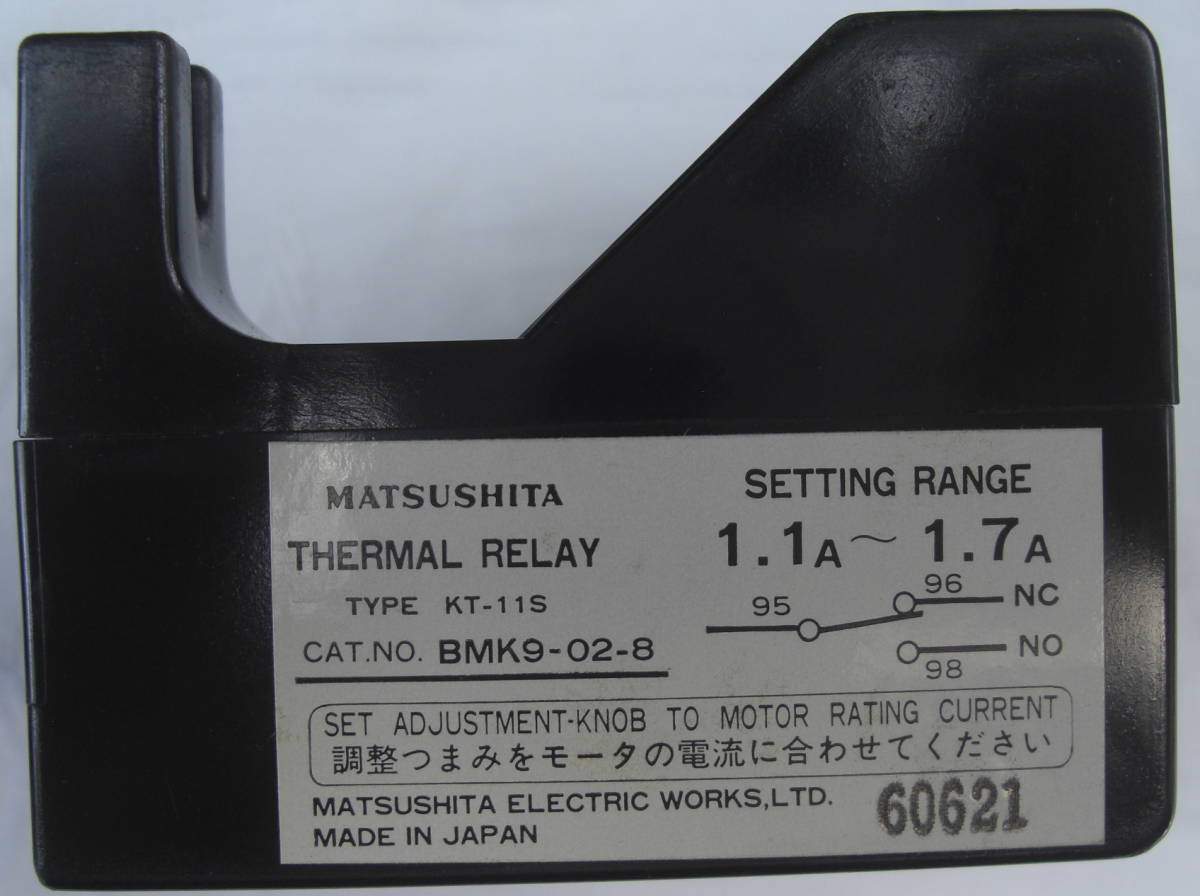 MATSUSHITA
THERMAL RELAY
TYPE KT-11S
CAT.NO. BMK9-02-8
SETTING RANGE
1.1A~ 1.7A
95
96
NC
NO
98
SET ADJUSTMENT-KNOB TO MOTOR RATING CURRENT
調整つまみをモータの電流に合わせてください
MATSUSHITA ELECTRIC WORKS,LTD.
MADE IN JAPAN
60621